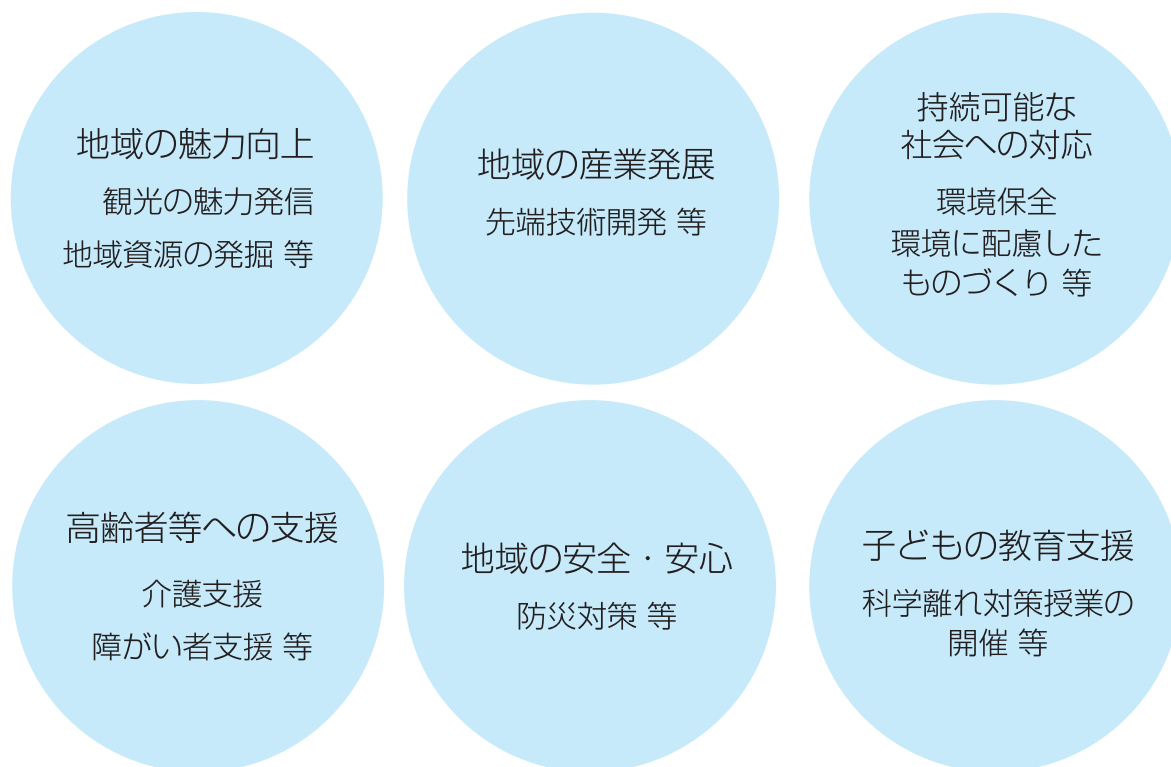 地域の魅力向上
観光の魅力発信
地域資源の発掘 等
地域の産業発展
先端技術開発 等
持続可能な
社会への対応
環境保全
環境に配慮した
ものづくり 等
高齢者等への支援
介護支援
障がい者支援 等
地域の安全・安心
防災対策 等
子どもの教育支援
科学離れ対策授業の
開催 等